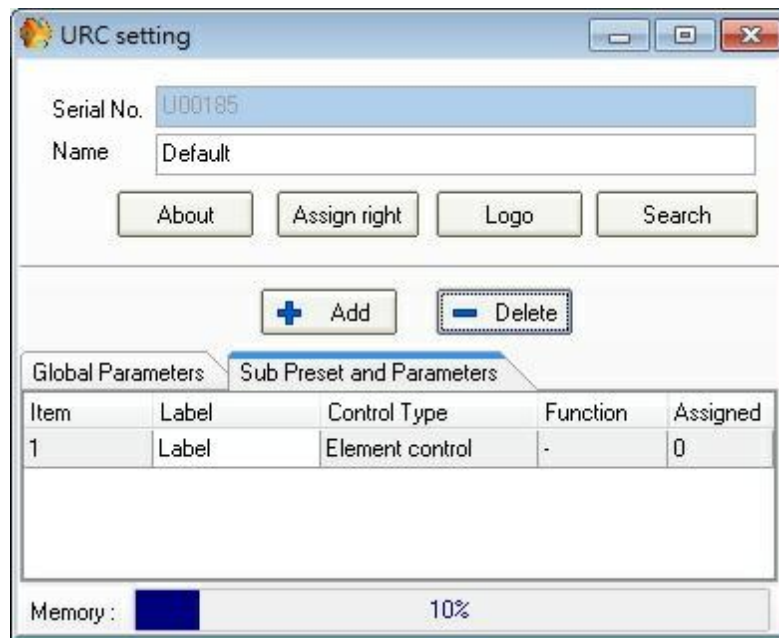 URC setting
Serial No. U00185
Name Default
About Assign right Logo Search
Add Delete
Global Parameters Sub Preset and Parameters
Item Label Control Type Function Assigned
1 Label Element control - 0
Memory : 10%